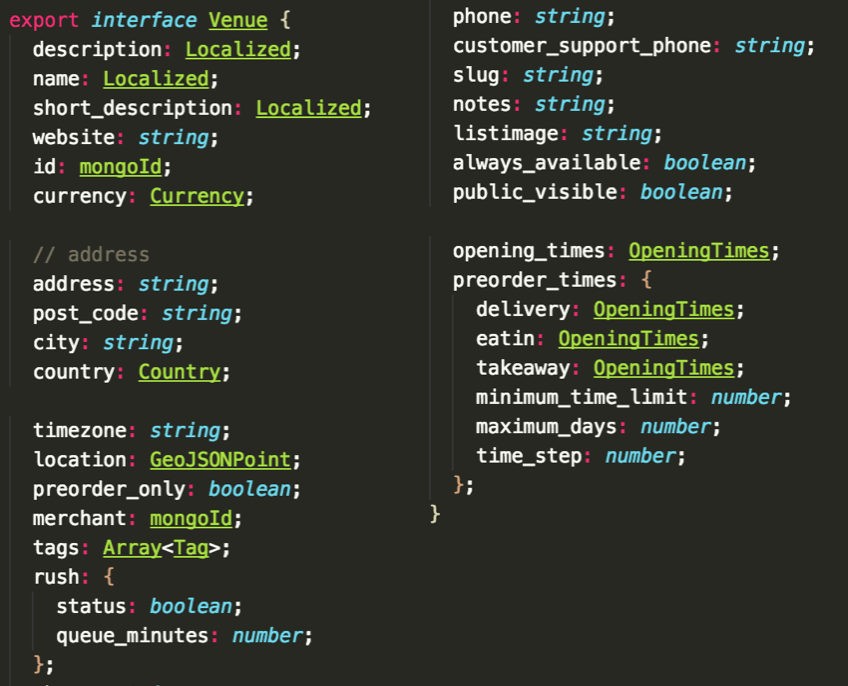 export interface Venue {
description: Localized;
name: Localized;
short_description: Localized;
website: string;
id: mongoId;
currency: Currency;
// address
address: string;
post_code: string;
city: string;
country: Country;
timezone: string;
location: GeoJSONPoint;
preorder_only: boolean;
merchant: mongoId;
tags: Array<Tag>;
rush: {
status: boolean;
queue_minutes: number;
};
phone: string;
customer_support_phone: string;
slug: string;
notes: string;
listimage: string;
always_available: boolean;
public_visible: boolean;
opening_times: OpeningTimes;
preorder_times: {
delivery: OpeningTimes;
eatin: OpeningTimes;
takeaway: OpeningTimes;
minimum_time_limit: number;
maximum_days: number;
time_step: number;
};
}